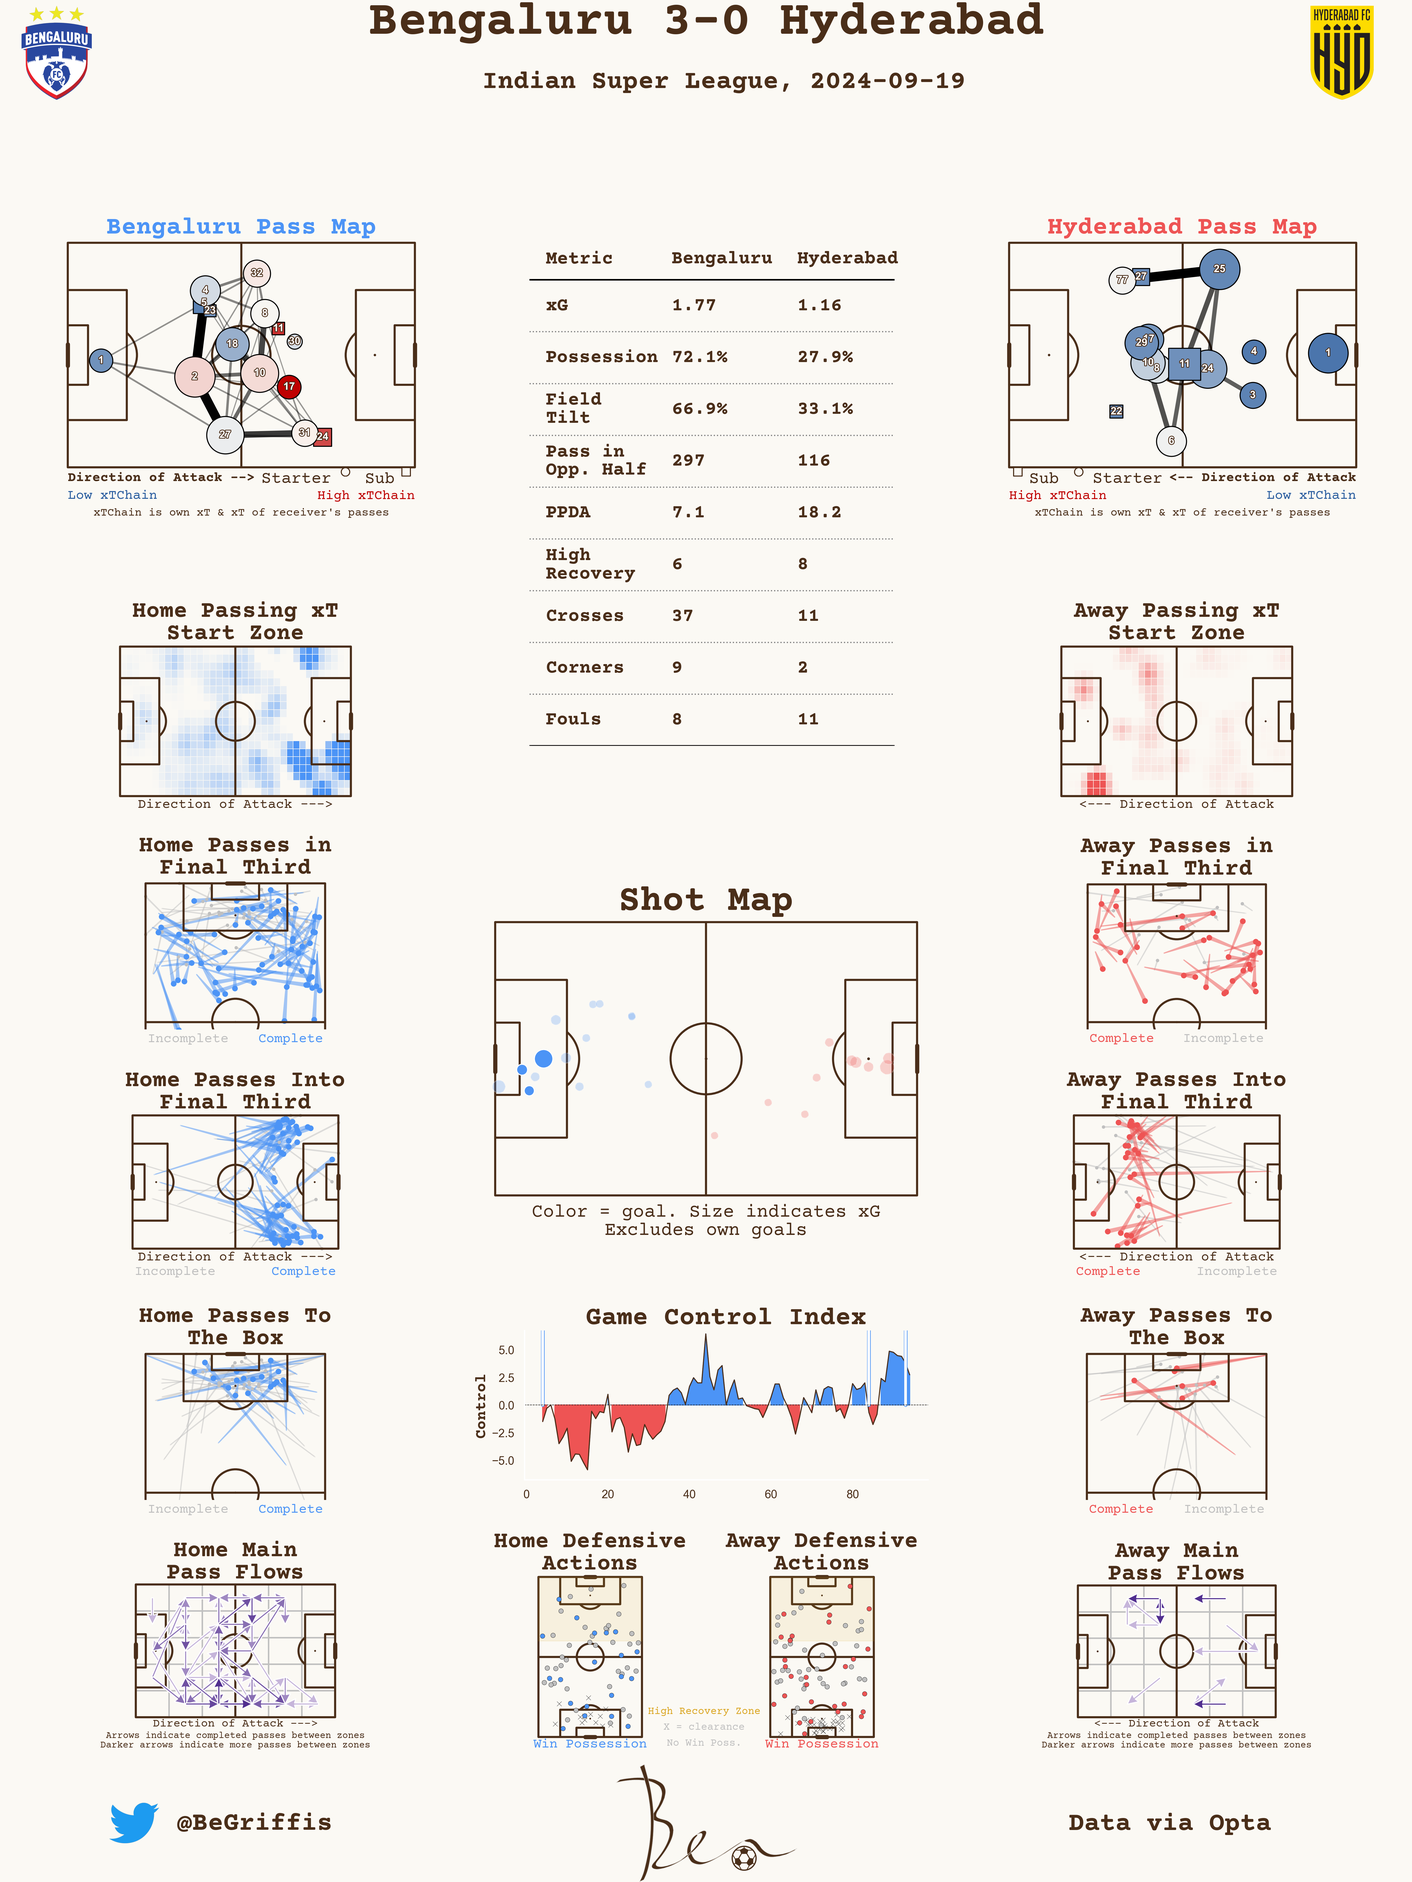 Bengaluru 3-0 Hyderabad
Indian Super League, 2024-09-19
BENGALURU
FC
HYDERABAD FC
HYD
Bengaluru Pass Map
32
4
5
23
8
11
30
18
1
2
10
17
27
31
24
Direction of Attack --> Starter Sub
Low xTChain High xTChain
xTChain is own xT & xT of receiver's passes
Metric Bengaluru Hyderabad
xG 1.77 1.16
Possession 72.1% 27.9%
Field
Tilt 66.9% 33.1%
Pass in
Opp. Half 297 116
PPDA 7.1 18.2
High
Recovery 6 8
Crosses 37 11
Corners 9 2
Fouls 8 11
Hyderabad Pass Map
77
27
25
17
29
10
8
11
24
4
1
3
22
6
Sub Starter <-- Direction of Attack
High xTChain Low xTChain
xTChain is own xT & xT of receiver's passes
Home Passing xT
Start Zone
Direction of Attack --->
Away Passing xT
Start Zone
<--- Direction of Attack
Home Passes in
Final Third
Incomplete Complete
Shot Map
Color = goal. Size indicates xG
Excludes own goals
Away Passes in
Final Third
Complete Incomplete
Home Passes Into
Final Third
Direction of Attack --->
Incomplete Complete
Away Passes Into
Final Third
<--- Direction of Attack
Complete Incomplete
Home Passes To
The Box
Incomplete Complete
Game Control Index
Control
5.0
2.5
0.0
−2.5
−5.0
0 20 40 60 80
Away Passes To
The Box
Complete Incomplete
Home Main
Pass Flows
Direction of Attack --->
Arrows indicate completed passes between zones
Darker arrows indicate more passes between zones
Home Defensive
Actions
Win Possession
High Recovery Zone
X = clearance
No Win Poss.
Away Defensive
Actions
Win Possession
Away Main
Pass Flows
<--- Direction of Attack
Arrows indicate completed passes between zones
Darker arrows indicate more passes between zones
@BeGriffis
Ben
Data via Opta